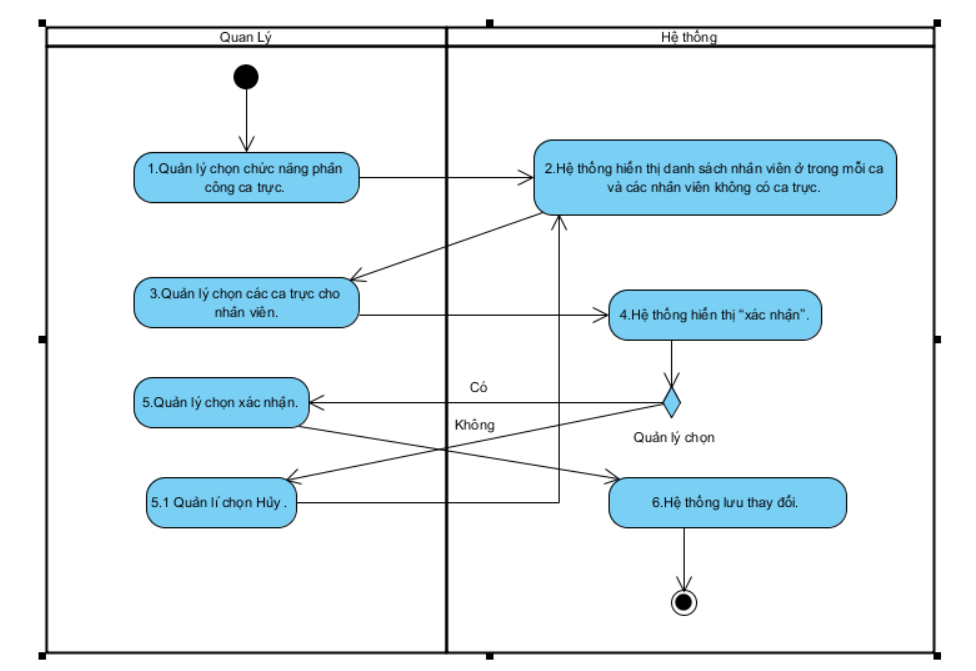 Quan Lý
Hệ thống
1.Quản lý chọn chức năng phân
công ca trực.
2.Hệ thống hiển thị danh sách nhân viên ở trong mỗi ca
và các nhân viên không có ca trực.
3.Quản lý chọn các ca trực cho
nhân viên.
4.Hệ thống hiển thị “xác nhận”.
Có
5.Quản lý chọn xác nhận.
Không
Quản lý chọn
5.1 Quản lí chọn Hủy .
6.Hệ thống lưu thay đổi.